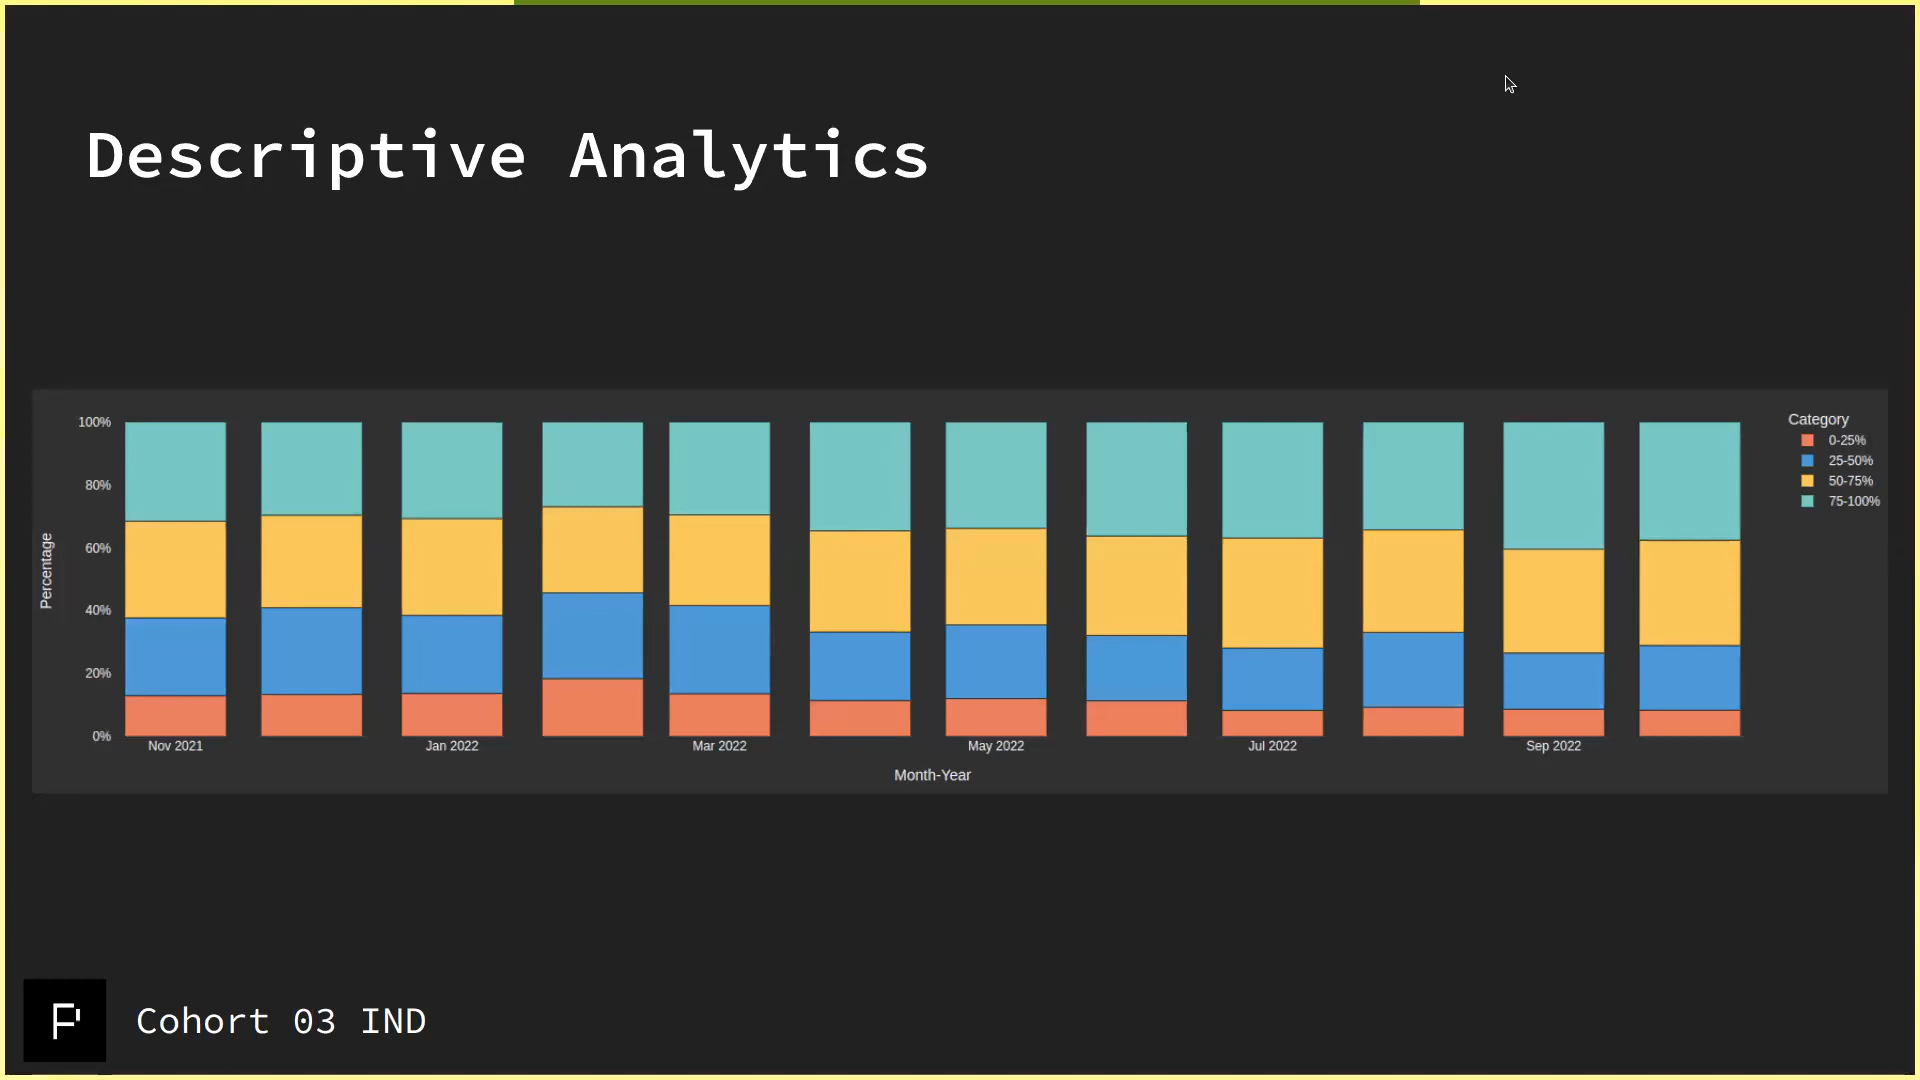 Descriptive Analytics
100%
80%
60%
40%
20%
0%
Percentage
Nov 2021
Jan 2022
Mar 2022
May 2022
Jul 2022
Sep 2022
Month-Year
Category
0-25%
25-50%
50-75%
75-100%
P
Cohort 03 IND